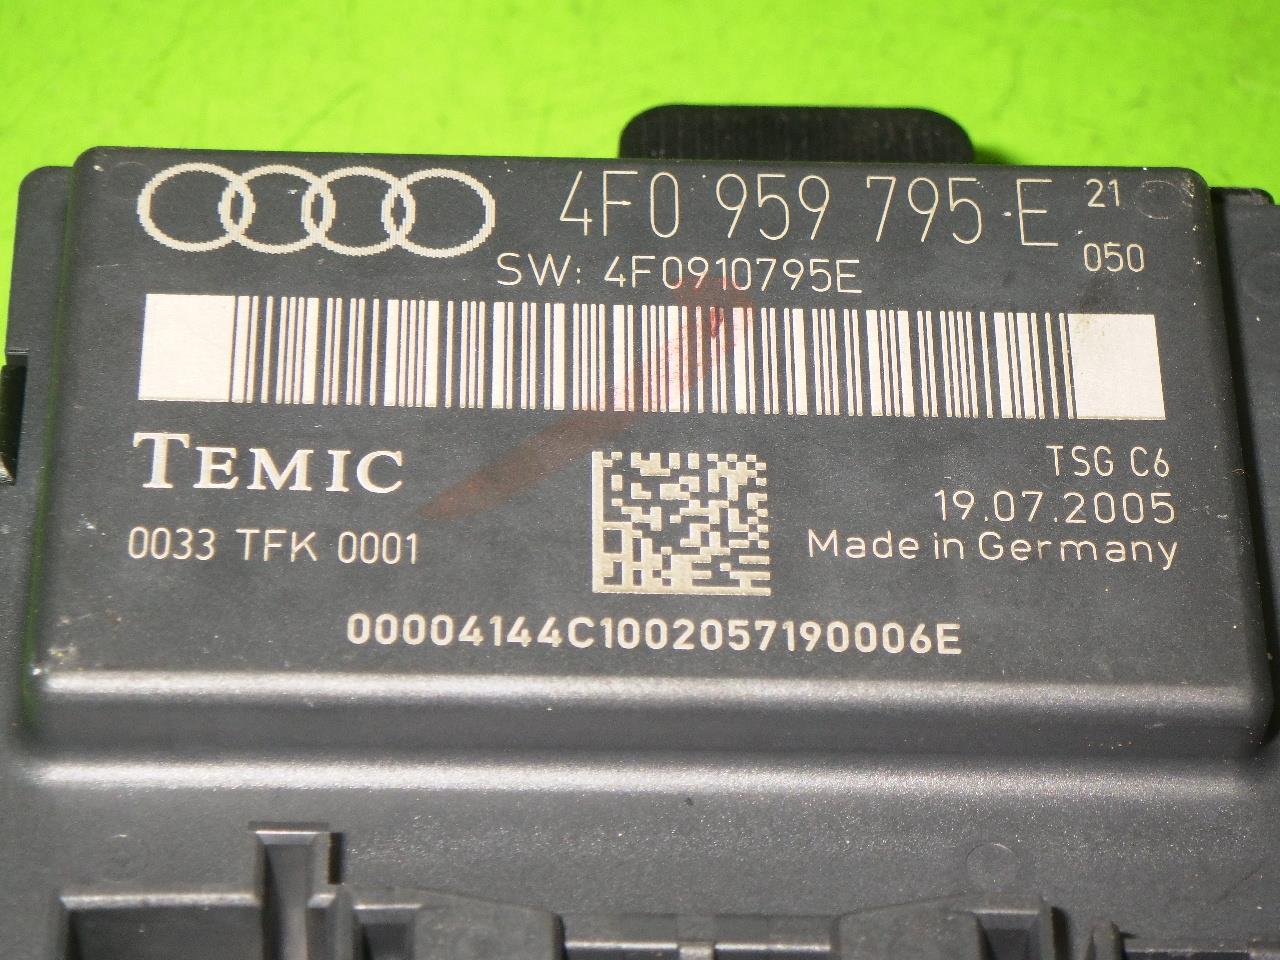 4F0 959 795 E 21
SW: 4F0910795E 050
TEMIC
TSG C6
19.07.2005
0033 TFK 0001
Made in Germany
00004144C1002057190006E